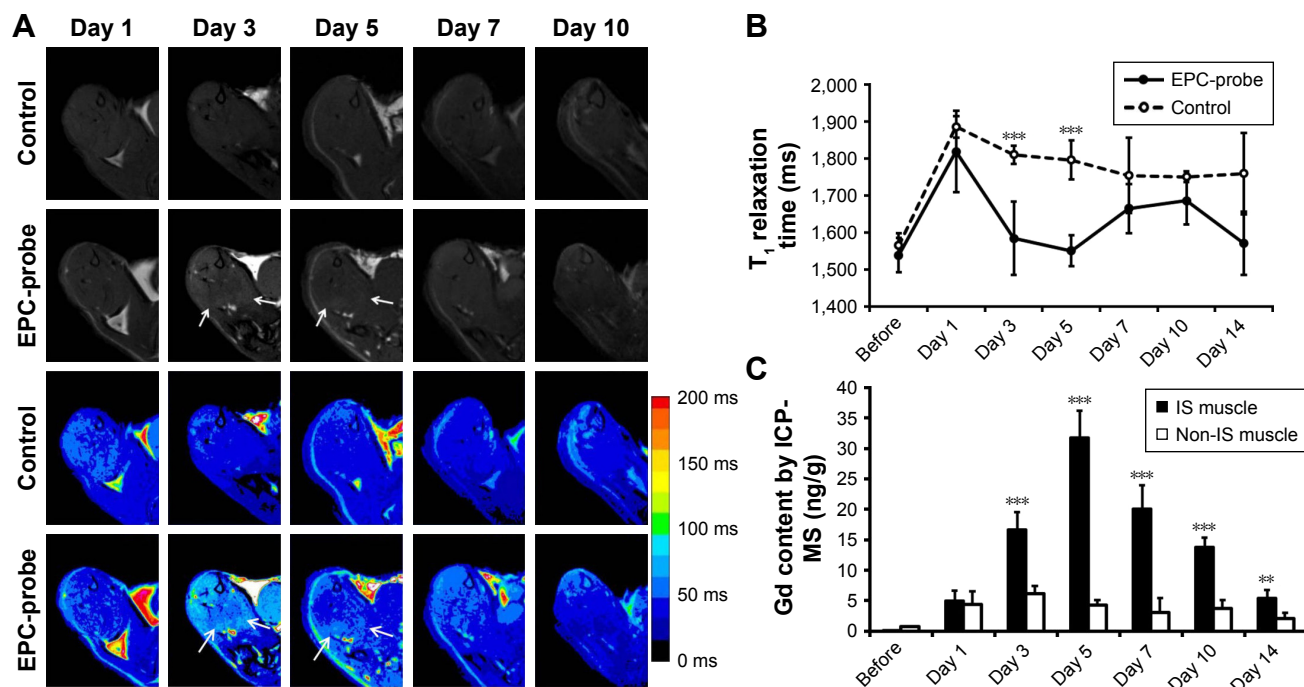 A
Day 1 Day 3 Day 5 Day 7 Day 10
Control
EPC-probe
Control
EPC-probe
200 ms
150 ms
100 ms
50 ms
0 ms
B
EPC-probe
Control
T1 relaxation
time (ms)
2,000
1,900
1,800
1,700
1,600
1,500
1,400
*** ***
Before Day 1 Day 3 Day 5 Day 7 Day 10 Day 14
C
IS muscle
Non-IS muscle
Gd content by ICP-
MS (ng/g)
40
35
30
25
20
15
10
5
0
*** *** *** *** **
Before Day 1 Day 3 Day 5 Day 7 Day 10 Day 14